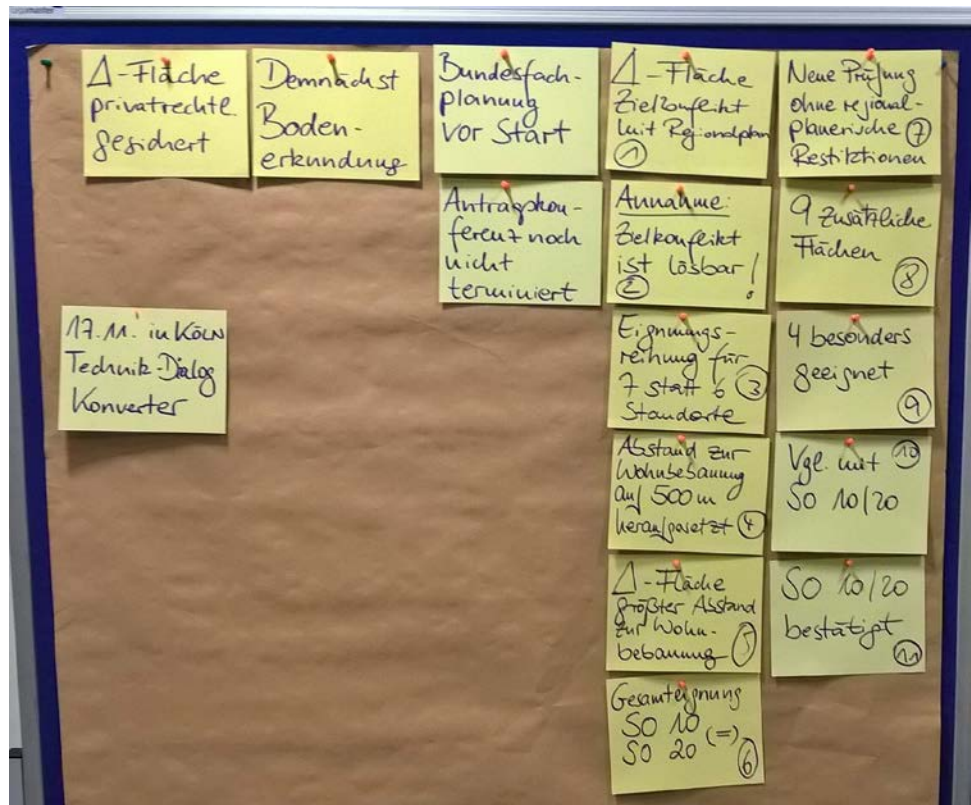 Δ-Fläche
privatrechtl.
gesichert
Demnächst
Boden-
erkundung
Bundesfach-
planung
vor Start
Δ-Fläche
Zielkonflikt
mit Regionalplan
1
Neue Prüfung
ohne regional-
planerische 7
Restiktionen
Antragskon-
ferenz noch
nicht
terminiert
Annahme:
Zielkonflikt
ist lösbar!
2
9 zusätzliche
Flächen
8
17.11. in Köln
Technik-Dialog
Konverter
Eignungs-
reihung für
7 statt 6 3
Standorte
4 besonders
geeignet
9
Abstand zur
Wohnbebauung
auf 500 m
heraufgesetzt 4
Vgl. mit 10
SO 10/20
Δ-Fläche
größter Abstand
zur Wohn-
bebauung 5
SO 10/20
bestätigt
11
Gesamteignung
SO 10 (=)
SO 20
6